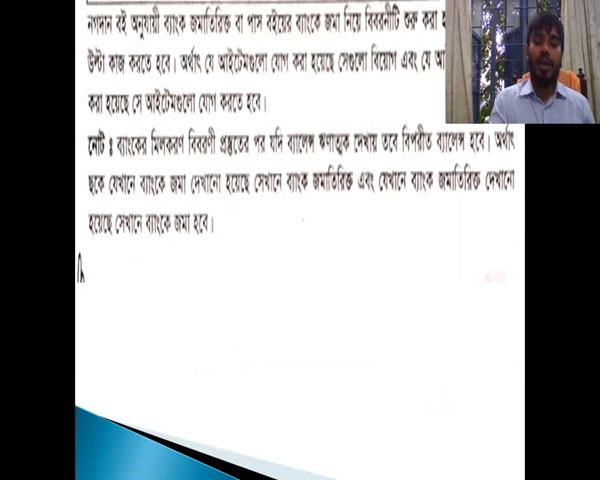 নগদান বই অনুযায়ী ব্যাংক জমাতিরিক্ত বা পাস বইয়ের ব্যাংকে জমা নিয়ে বিবরনীটি শুরু করা
উল্টা কাজ করতে হবে। অর্থাৎ যে আইটেমগুলো যোগ করা হয়েছে সেগুলো বিয়োগ এবং যে
করা হয়েছে সে আইটেমগুলো যোগ করতে হবে।
নোট : ব্যাংকের মিলকরণ বিবরণী প্রস্তুতের পর যদি ব্যালেন্স ঋণাত্মক দেখায় তবে বিপরীত ব্যালেন্স হবে। অর্থাৎ
ছকে যেখানে ব্যাংকে জমা দেখানো হয়েছে সেখানে ব্যাংক জমাতিরিক্ত এবং যেখানে ব্যাংক জমাতিরিক্ত দেখানো
হয়েছে সেখানে ব্যাংকে জমা হবে।